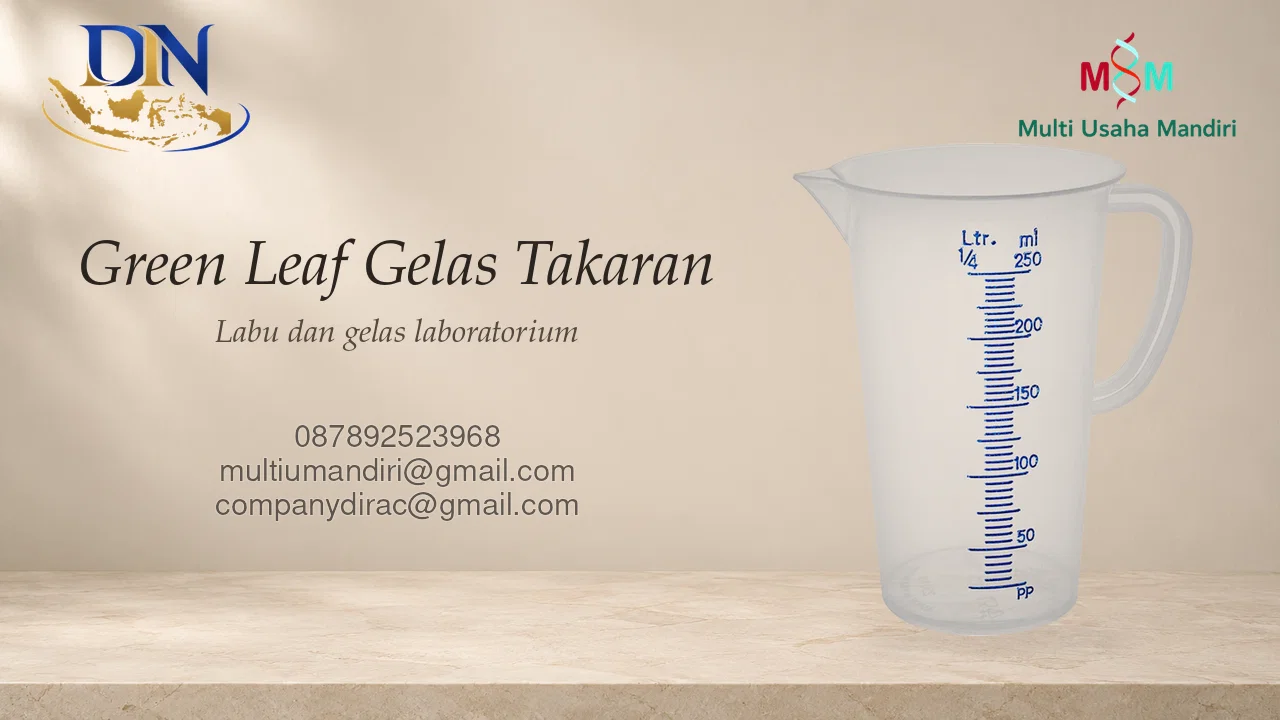 DIN
M M
Multi Usaha Mandiri
Green Leaf Gelas Takaran
Labu dan gelas laboratorium
087892523968
multiumandiri@gmail.com
companydirac@gmail.com
Ltr. ml
1/4 250
200
150
100
50
PP